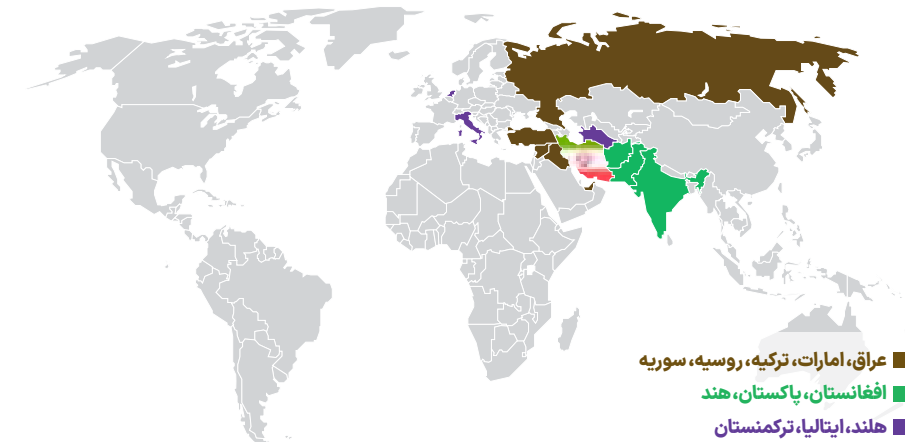 عراق، امارات، ترکیه، روسیه، سوریه
افغانستان، پاکستان، هند
هلند، ایتالیا، ترکمنستان